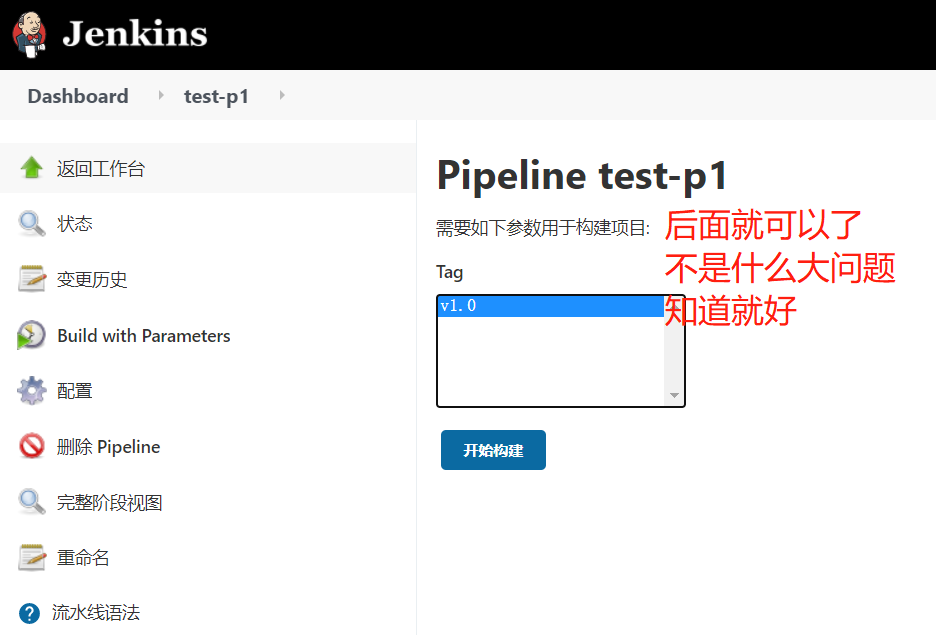 Jenkins
Dashboard
test-p1
返回工作台
状态
变更历史
Build with Parameters
配置
删除 Pipeline
完整阶段视图
重命名
流水线语法
Pipeline test-p1
需要如下参数用于构建项目:
后面就可以了
不是什么大问题
知道就好
Tag
v1.0
开始构建